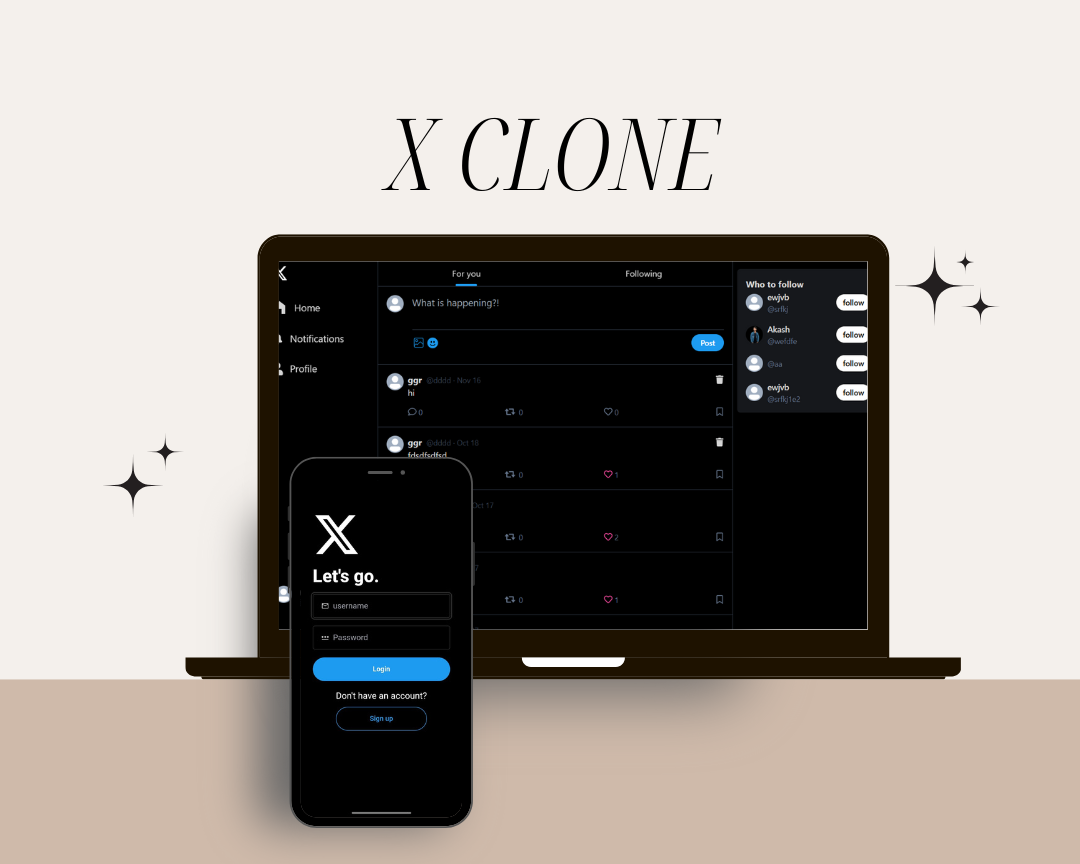 X CLONE
For you
Following
Home
Notifications
Profile
What is happening?!
Post
ggr @dddd · Nov 16
hi
0
0
0
ggr @dddd · Oct 18
fdsdfsdfsd
0
1
Oct 17
0
2
7
0
1
Who to follow
ewjvb
@srfkj
follow
Akash
@wefdfe
follow
@aa
follow
ewjvb
@srfkj1e2
follow
X
Let's go.
username
Password
Login
Don't have an account?
Sign up